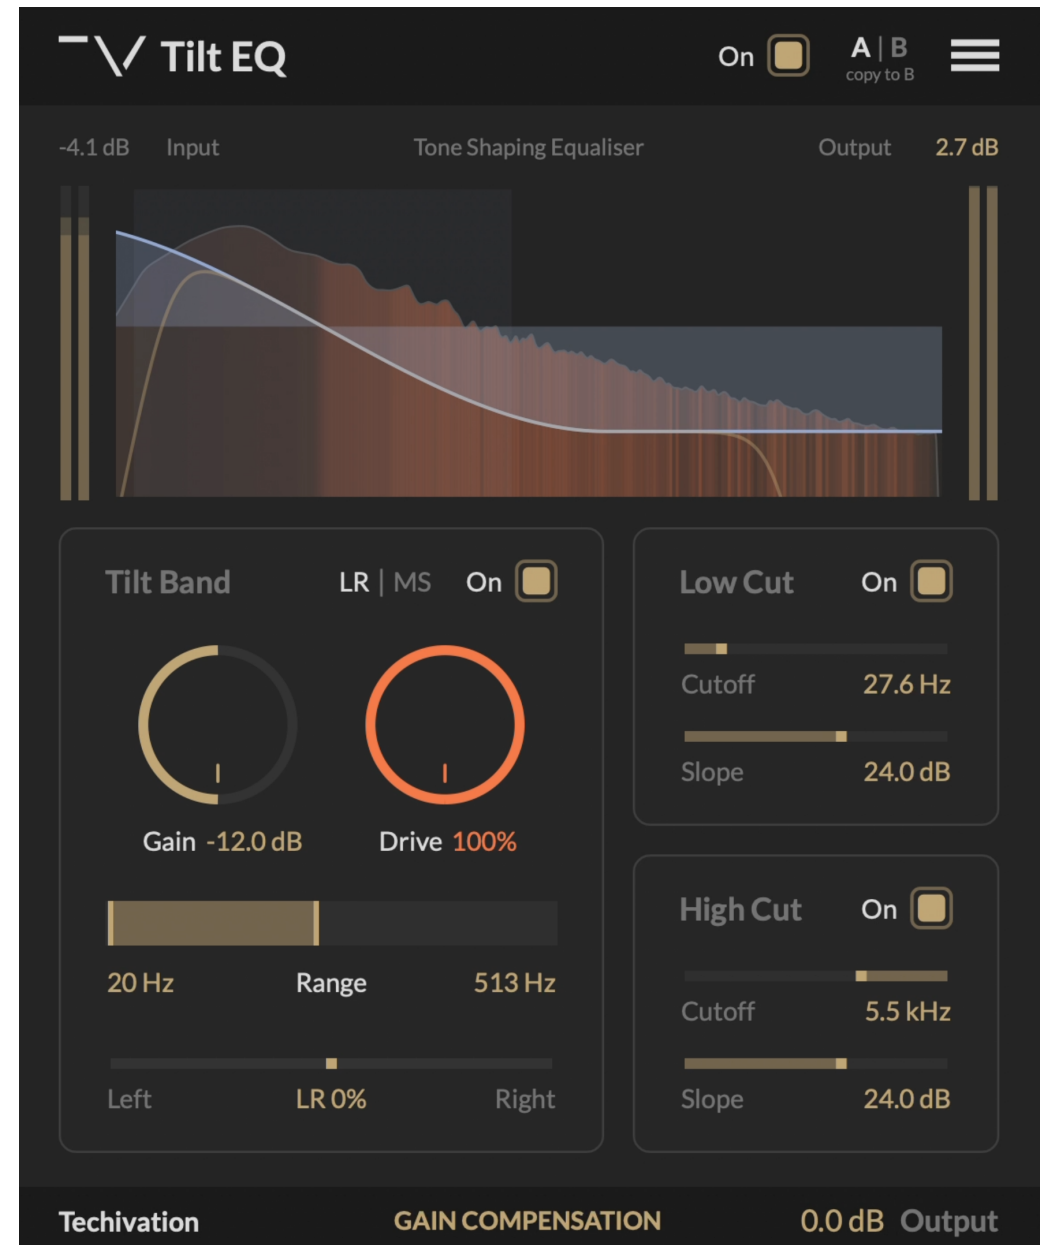 TV Tilt EQ On A | B
copy to B
-4.1 dB Input Tone Shaping Equaliser Output 2.7 dB
Tilt Band LR | MS On
Gain -12.0 dB Drive 100%
20 Hz Range 513 Hz
Left LR 0% Right
Low Cut On
Cutoff 27.6 Hz
Slope 24.0 dB
High Cut On
Cutoff 5.5 kHz
Slope 24.0 dB
Techivation GAIN COMPENSATION 0.0 dB Output